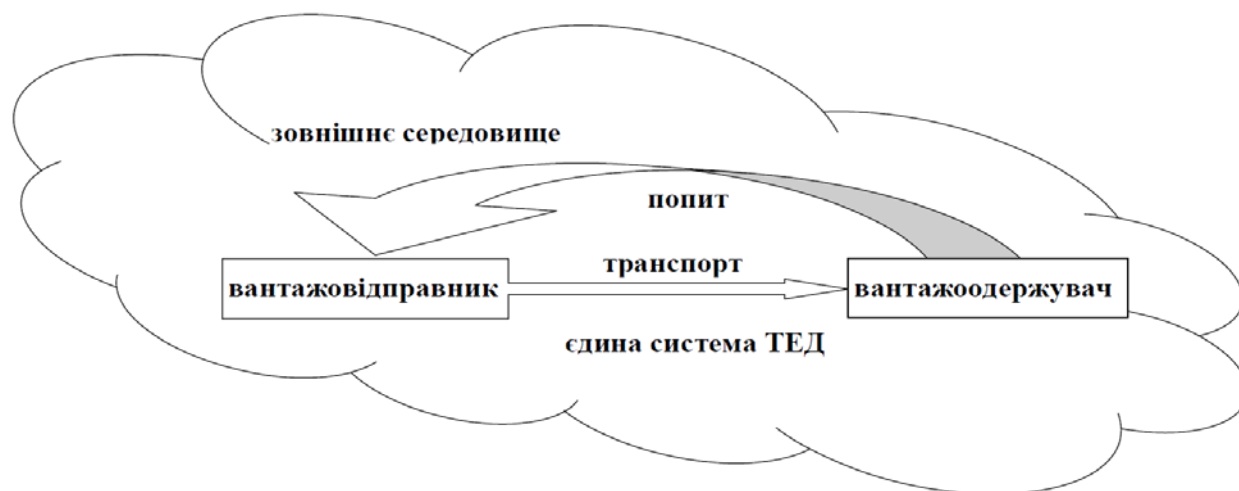 зовнішнє середовище
попит
транспорт
вантажовідправник
вантажоодержувач
єдина система ТЕД